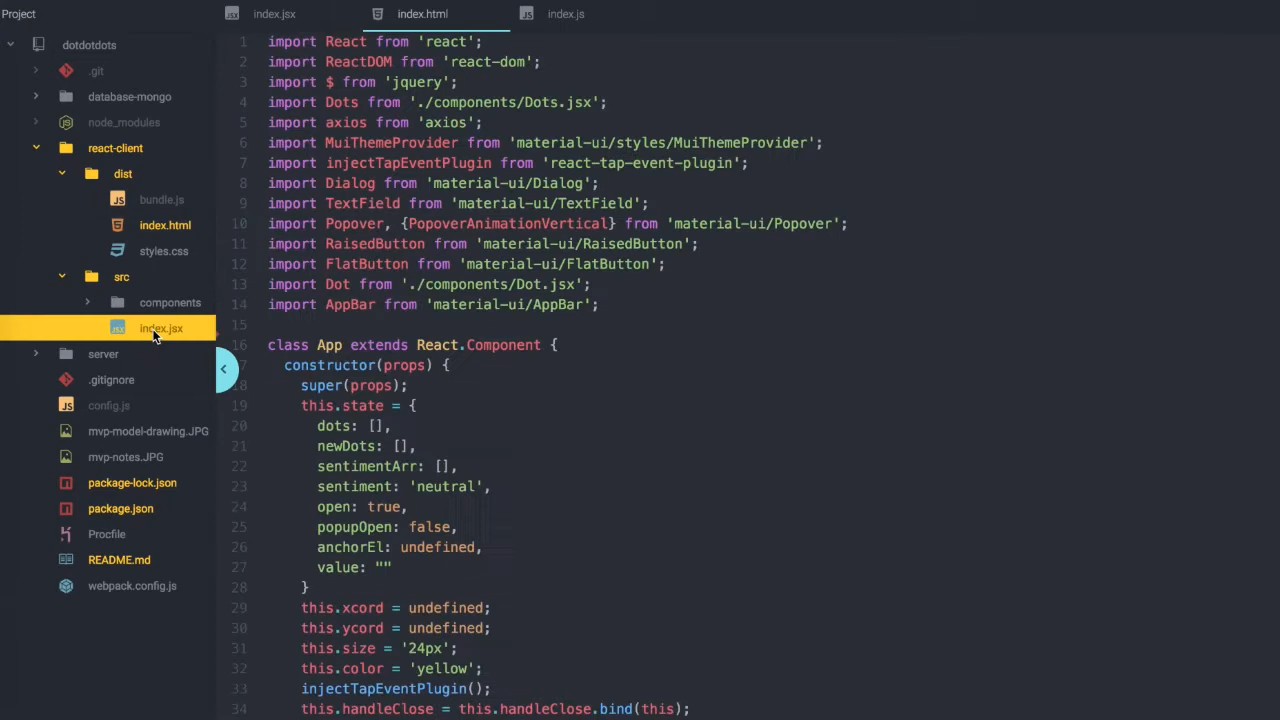 Project
index.jsx
index.html
index.js
dotdotdots
.git
database-mongo
node_modules
react-client
dist
JS bundle.js
index.html
styles.css
src
components
JSX index.jsx
server
.gitignore
JS config.js
mvp-model-drawing.JPG
mvp-notes.JPG
package-lock.json
package.json
Procfile
README.md
webpack.config.js
1 import React from 'react';
2 import ReactDOM from 'react-dom';
3 import $ from 'jquery';
4 import Dots from './components/Dots.jsx';
5 import axios from 'axios';
6 import MuiThemeProvider from 'material-ui/styles/MuiThemeProvider';
7 import injectTapEventPlugin from 'react-tap-event-plugin';
8 import Dialog from 'material-ui/Dialog';
9 import TextField from 'material-ui/TextField';
10 import Popover, {PopoverAnimationVertical} from 'material-ui/Popover';
11 import RaisedButton from 'material-ui/RaisedButton';
12 import FlatButton from 'material-ui/FlatButton';
13 import Dot from './components/Dot.jsx';
14 import AppBar from 'material-ui/AppBar';
15
16 class App extends React.Component {
17 constructor(props) {
18 super(props);
19 this.state = {
20 dots: [],
21 newDots: [],
22 sentimentArr: [],
23 sentiment: 'neutral',
24 open: true,
25 popupOpen: false,
26 anchorEl: undefined,
27 value: ""
28 }
29 this.xcord = undefined;
30 this.ycord = undefined;
31 this.size = '24px';
32 this.color = 'yellow';
33 injectTapEventPlugin();
34 this.handleClose = this.handleClose.bind(this);